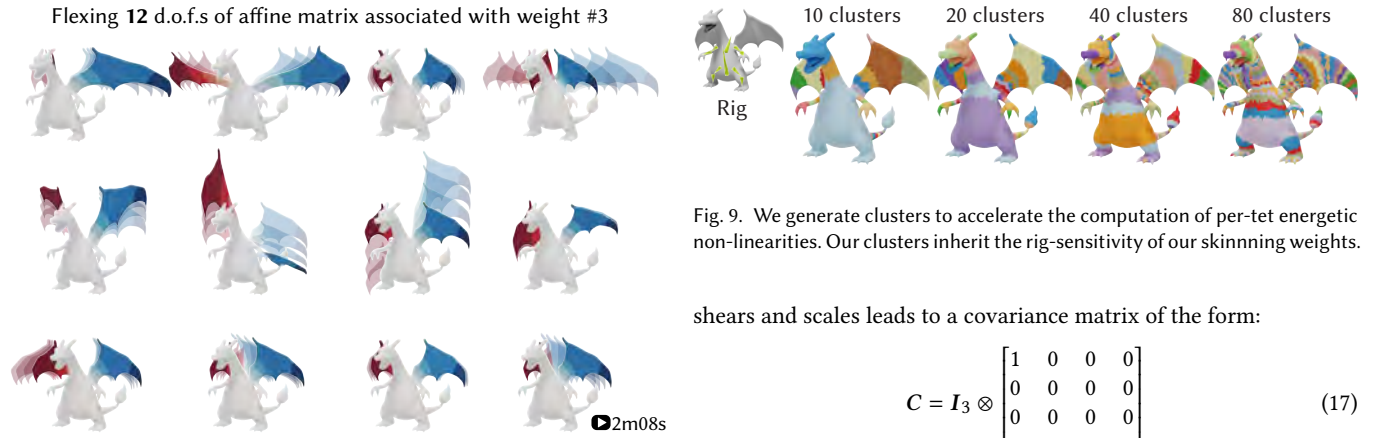 Flexing 12 d.o.f.s of affine matrix associated with weight #3
2m08s
10 clusters 20 clusters 40 clusters 80 clusters
Rig
Fig. 9. We generate clusters to accelerate the computation of per-tet energetic
non-linearities. Our clusters inherit the rig-sensitivity of our skinnning weights.
shears and scales leads to a covariance matrix of the form:
C = I₃ ⊗ [1 0 0 0
0 0 0 0
0 0 0 0] (17)